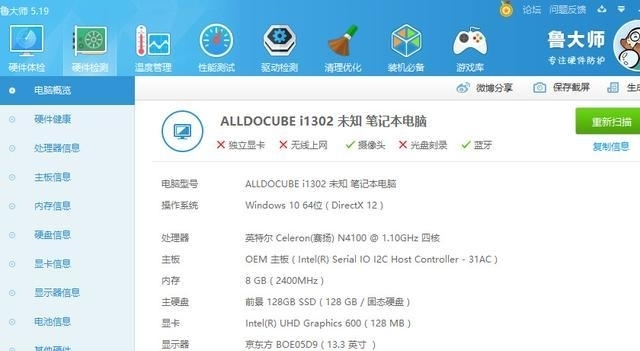 鲁大师 5.19
论坛 问题反馈
硬件体检 硬件检测 温度管理 性能测试 驱动检测 清理优化 装机必备 游戏库
鲁大师
专注硬件防护
电脑概览
微博分享 保存截屏 生成
硬件健康
处理器信息
主板信息
内存信息
硬盘信息
显卡信息
显示器信息
电池信息
其他硬件
ALLDOCUBE i1302 未知 笔记本电脑
重新扫描
独立显卡 无线上网 摄像头 光盘刻录 蓝牙
复制信息
电脑型号 ALLDOCUBE i1302 未知 笔记本电脑
操作系统 Windows 10 64位 ( DirectX 12 )
处理器 英特尔 Celeron(赛扬) N4100 @ 1.10GHz 四核
主板 OEM 主板 ( Intel(R) Serial IO I2C Host Controller - 31AC )
内存 8 GB ( 2400MHz )
主硬盘 前景 128GB SSD ( 128 GB / 固态硬盘 )
显卡 Intel(R) UHD Graphics 600 ( 128 MB )
显示器 京东方 BOE05D9 ( 13.3 英寸 )